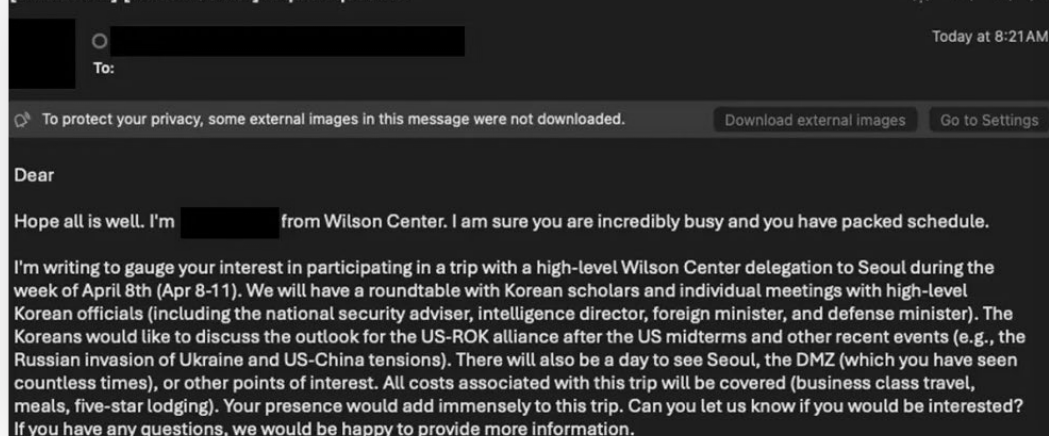 Today at 8:21AM
To:
To protect your privacy, some external images in this message were not downloaded. Download external images Go to Settings
Dear
Hope all is well. I'm from Wilson Center. I am sure you are incredibly busy and you have packed schedule.
I'm writing to gauge your interest in participating in a trip with a high-level Wilson Center delegation to Seoul during the
week of April 8th (Apr 8-11). We will have a roundtable with Korean scholars and individual meetings with high-level
Korean officials (including the national security adviser, intelligence director, foreign minister, and defense minister). The
Koreans would like to discuss the outlook for the US-ROK alliance after the US midterms and other recent events (e.g., the
Russian invasion of Ukraine and US-China tensions). There will also be a day to see Seoul, the DMZ (which you have seen
countless times), or other points of interest. All costs associated with this trip will be covered (business class travel,
meals, five-star lodging). Your presence would add immensely to this trip. Can you let us know if you would be interested?
If you have any questions, we would be happy to provide more information.